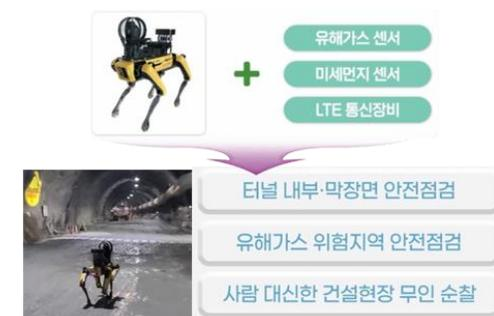 유해가스 센서
미세먼지 센서
LTE 통신장비
터널 내부·막장면 안전점검
유해가스 위험지역 안전점검
사람 대신한 건설현장 무인 순찰